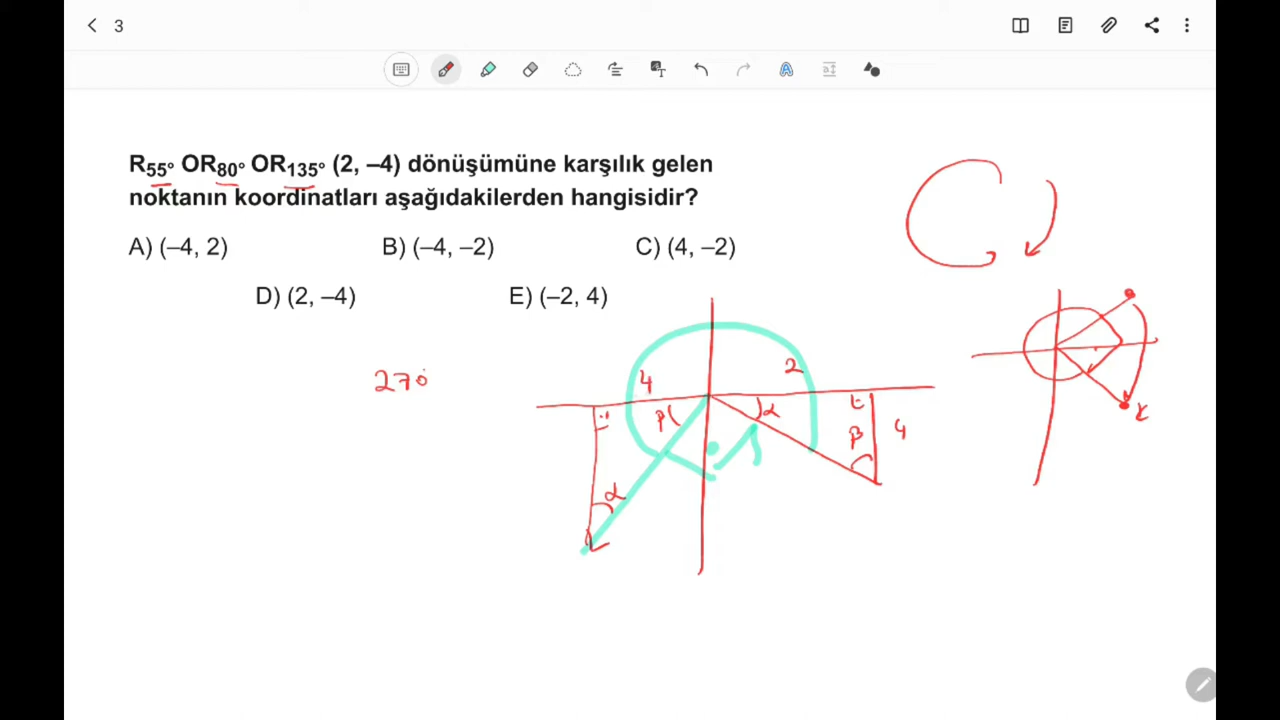 3
R55° OR80° OR135° (2, –4) dönüşümüne karşılık gelen
noktanın koordinatları aşağıdakilerden hangisidir?
A) (–4, 2) B) (–4, –2) C) (4, –2)
D) (2, –4) E) (–2, 4)
270
4 2
β α
β 4
α